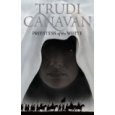 TRUDI
CANAVAN
PRIESTESS of the WHITE